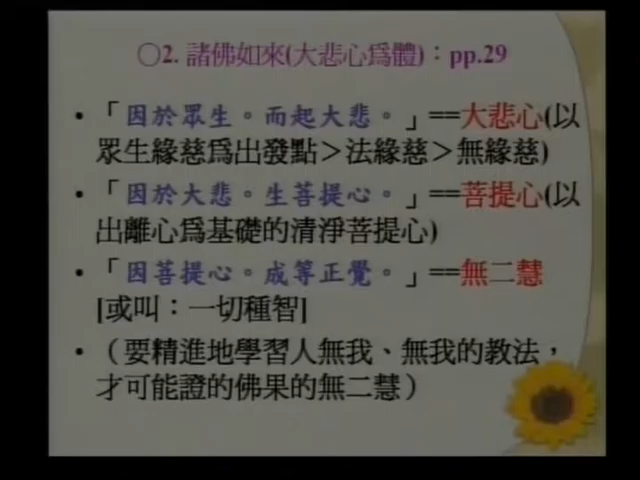 ○2. 諸佛如來(大悲心為體)：pp.29
•「因於眾生。而起大悲。」==大悲心(以
眾生緣慈為出發點＞法緣慈＞無緣慈)
•「因於大悲。生菩提心。」==菩提心(以
出離心為基礎的清淨菩提心)
•「因菩提心。成等正覺。」==無二慧
[或叫：一切種智]
•（要精進地學習人無我、無我的教法，
才可能證的佛果的無二慧）